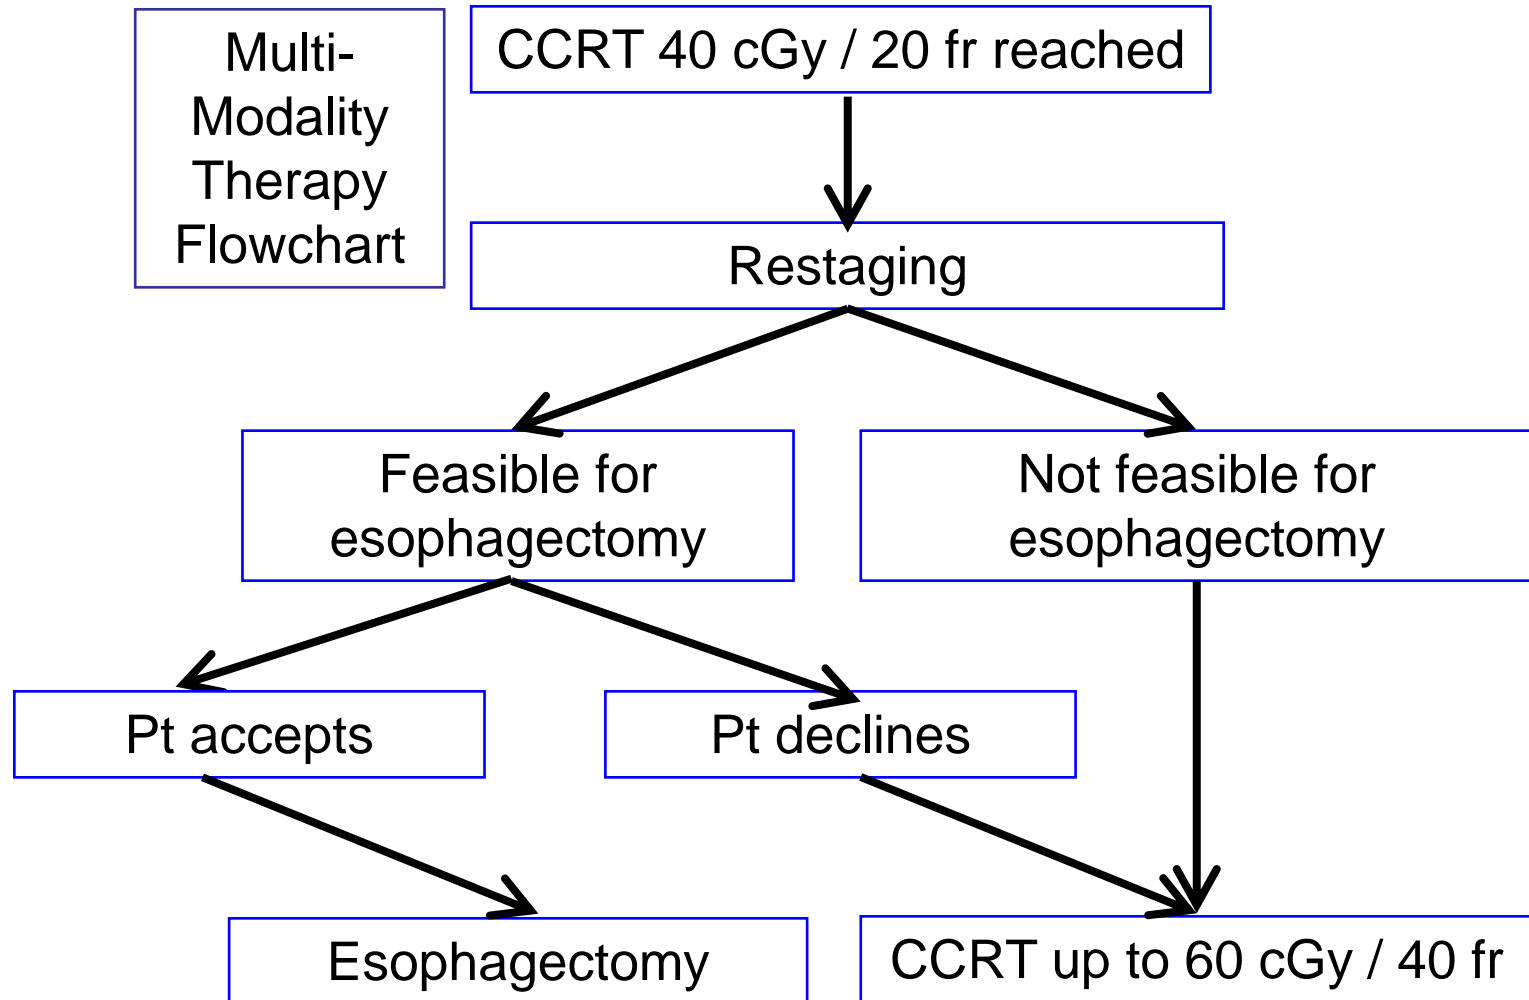 Multi-
Modality
Therapy
Flowchart
CCRT 40 cGy / 20 fr reached
Restaging
Feasible for
esophagectomy
Not feasible for
esophagectomy
Pt accepts
Pt declines
Esophagectomy
CCRT up to 60 cGy / 40 fr